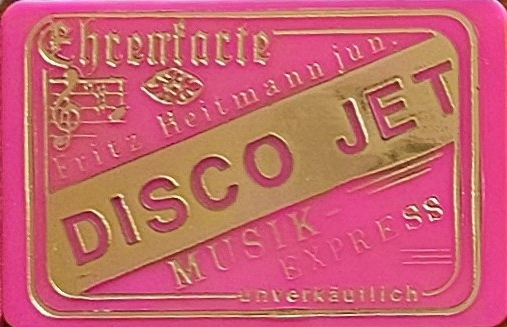 Ehrenkarte
Fritz Heitmann jun.
DISCO JET
MUSIK-
EXPRESS
unverkäuflich